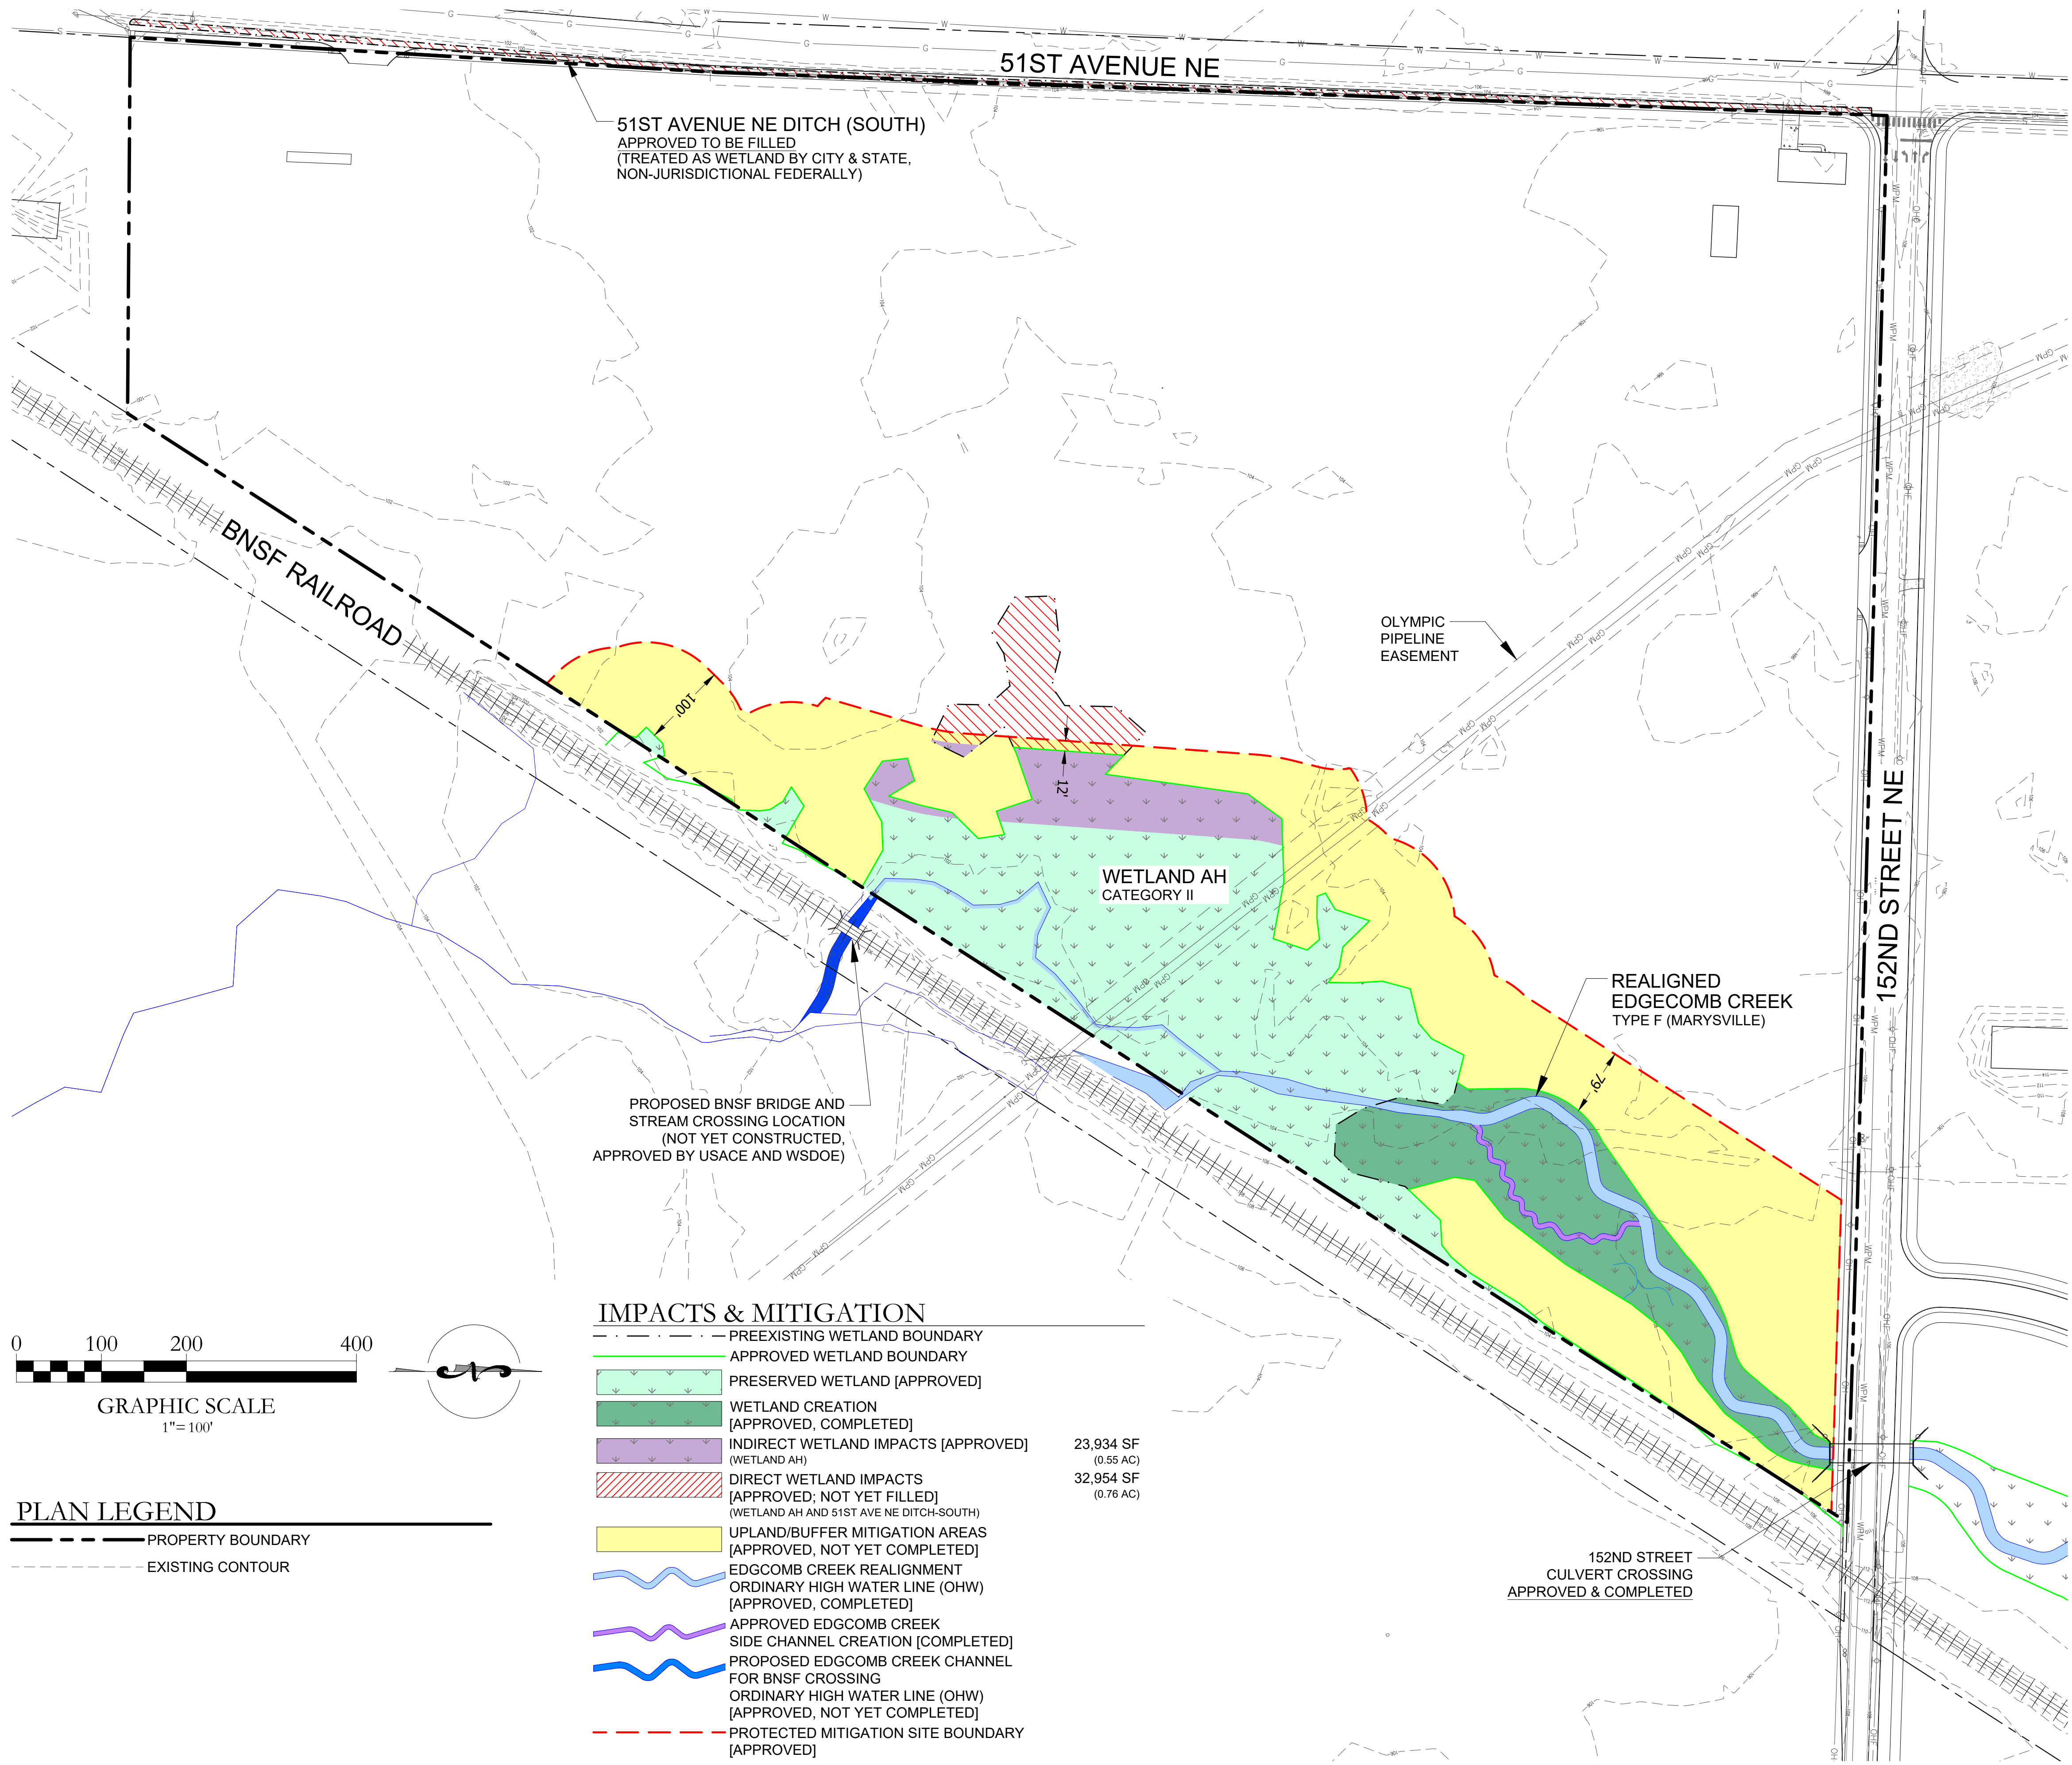 51ST AVENUE NE
51ST AVENUE NE DITCH (SOUTH)
APPROVED TO BE FILLED
(TREATED AS WETLAND BY CITY & STATE,
NON-JURISDICTIONAL FEDERALLY)
BNSF RAILROAD
OLYMPIC
PIPELINE
EASEMENT
100'
12'
WETLAND AH
CATEGORY II
152ND STREET NE
REALIGNED
EDGECOMB CREEK
TYPE F (MARYSVILLE)
79'
PROPOSED BNSF BRIDGE AND
STREAM CROSSING LOCATION
(NOT YET CONSTRUCTED,
APPROVED BY USACE AND WSDOE)
152ND STREET
CULVERT CROSSING
APPROVED & COMPLETED
0 100 200 400
GRAPHIC SCALE
1"=100'
PLAN LEGEND
PROPERTY BOUNDARY
EXISTING CONTOUR
IMPACTS & MITIGATION
PREEXISTING WETLAND BOUNDARY
APPROVED WETLAND BOUNDARY
PRESERVED WETLAND [APPROVED]
WETLAND CREATION
[APPROVED, COMPLETED]
INDIRECT WETLAND IMPACTS [APPROVED] 23,934 SF
(WETLAND AH) (0.55 AC)
DIRECT WETLAND IMPACTS 32,954 SF
[APPROVED; NOT YET FILLED] (0.76 AC)
(WETLAND AH AND 51ST AVE NE DITCH-SOUTH)
UPLAND/BUFFER MITIGATION AREAS
[APPROVED, NOT YET COMPLETED]
EDGCOMB CREEK REALIGNMENT
ORDINARY HIGH WATER LINE (OHW)
[APPROVED, COMPLETED]
APPROVED EDGCOMB CREEK
SIDE CHANNEL CREATION [COMPLETED]
PROPOSED EDGCOMB CREEK CHANNEL
FOR BNSF CROSSING
ORDINARY HIGH WATER LINE (OHW)
[APPROVED, NOT YET COMPLETED]
PROTECTED MITIGATION SITE BOUNDARY
[APPROVED]